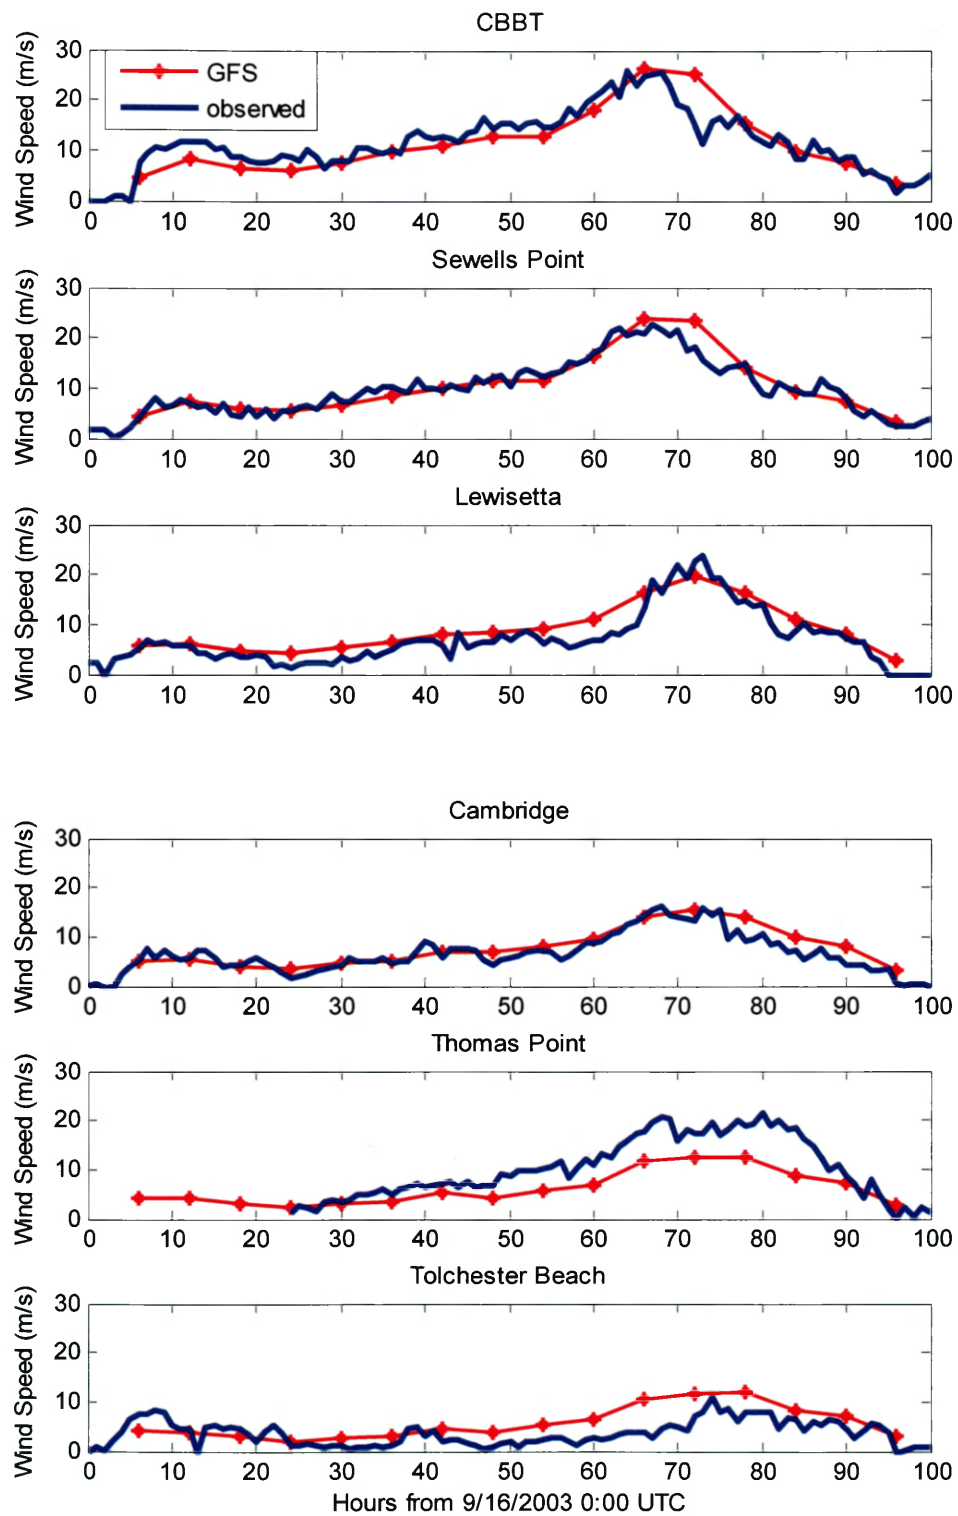 CBBT
Wind Speed (m/s)
30
20
10
0
GFS
observed
0 10 20 30 40 50 60 70 80 90 100
Sewells Point
Wind Speed (m/s)
30
20
10
0
0 10 20 30 40 50 60 70 80 90 100
Lewisetta
Wind Speed (m/s)
30
20
10
0
0 10 20 30 40 50 60 70 80 90 100
Cambridge
Wind Speed (m/s)
30
20
10
0
0 10 20 30 40 50 60 70 80 90 100
Thomas Point
Wind Speed (m/s)
30
20
10
0
0 10 20 30 40 50 60 70 80 90 100
Tolchester Beach
Wind Speed (m/s)
30
20
10
0
0 10 20 30 40 50 60 70 80 90 100
Hours from 9/16/2003 0:00 UTC